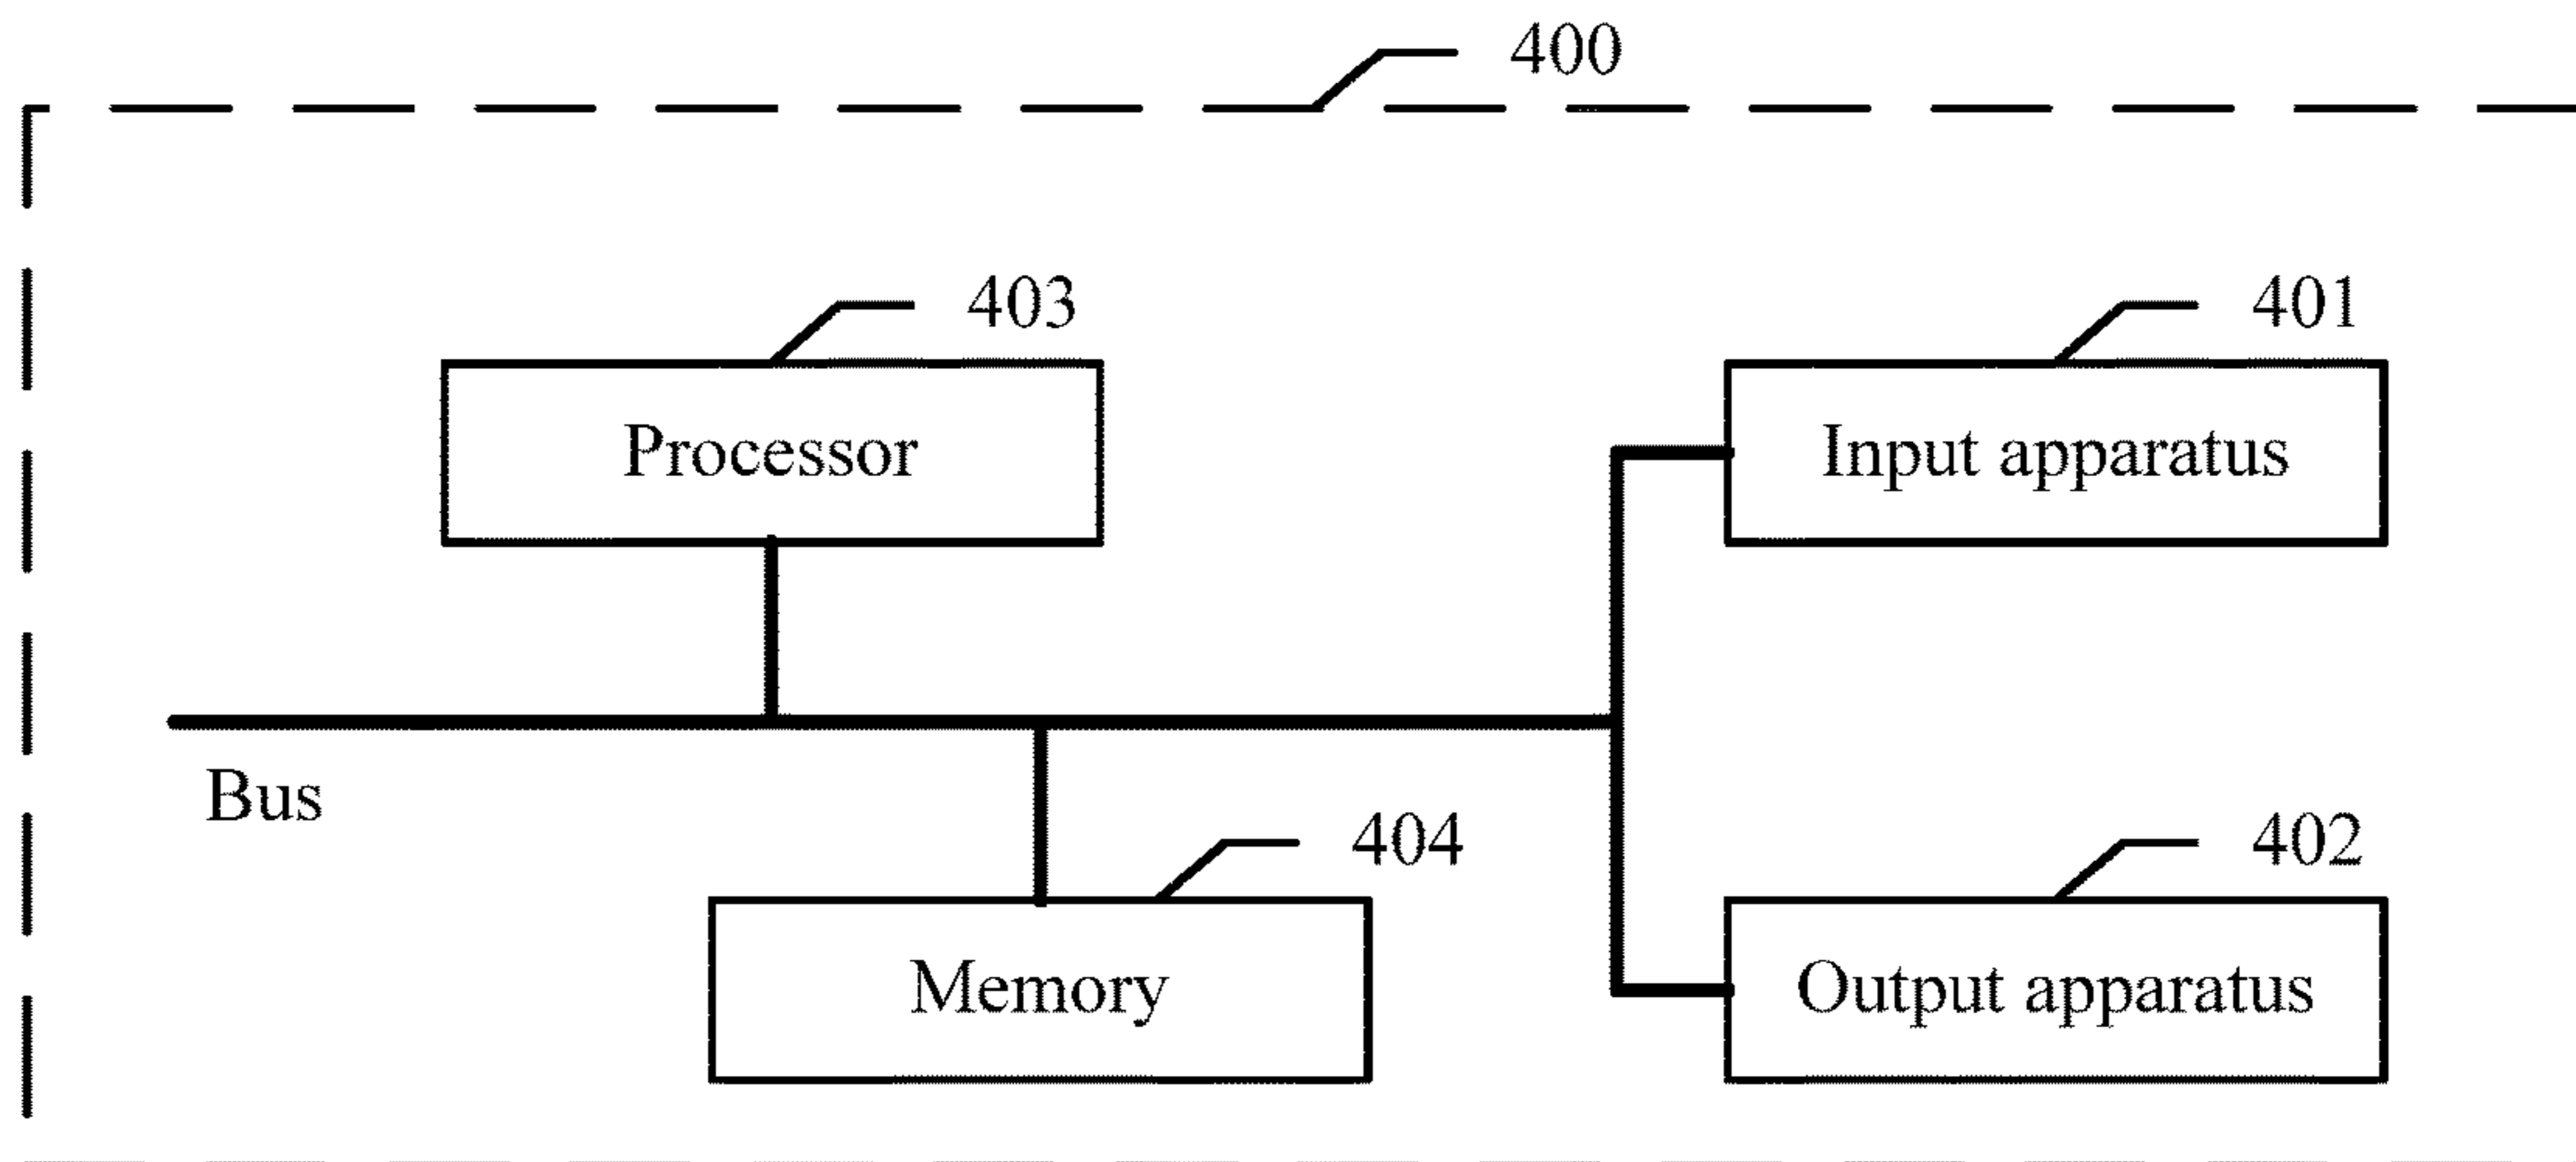 400
403
401
Processor
Input apparatus
Bus
404
402
Memory
Output apparatus